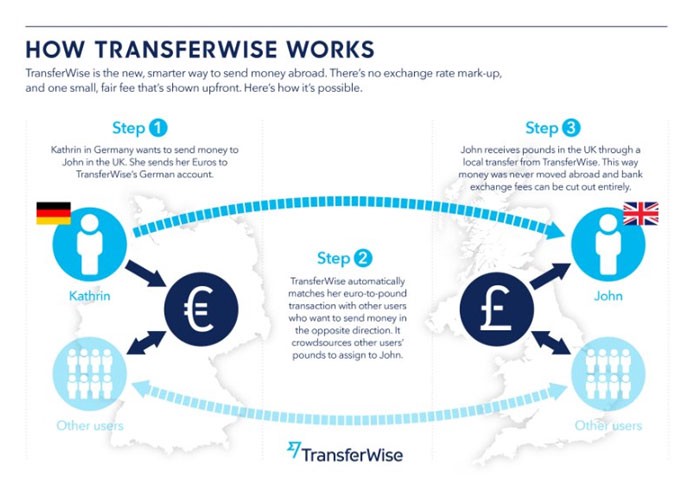 HOW TRANSFERWISE WORKS
TransferWise is the new, smarter way to send money abroad. There's no exchange rate mark-up,
and one small, fair fee that's shown upfront. Here's how it's possible.
Step 1
Kathrin in Germany wants to send money to
John in the UK. She sends her Euros to
TransferWise's German account.
Step 3
John receives pounds in the UK through a
local transfer from TransferWise. This way
money was never moved abroad and bank
exchange fees can be cut out entirely.
Step 2
TransferWise automatically
matches her euro-to-pound
transaction with other users
who want to send money in
the opposite direction. It
crowdsources other users'
pounds to assign to John.
Kathrin
€
£
John
Other users
Other users
TransferWise